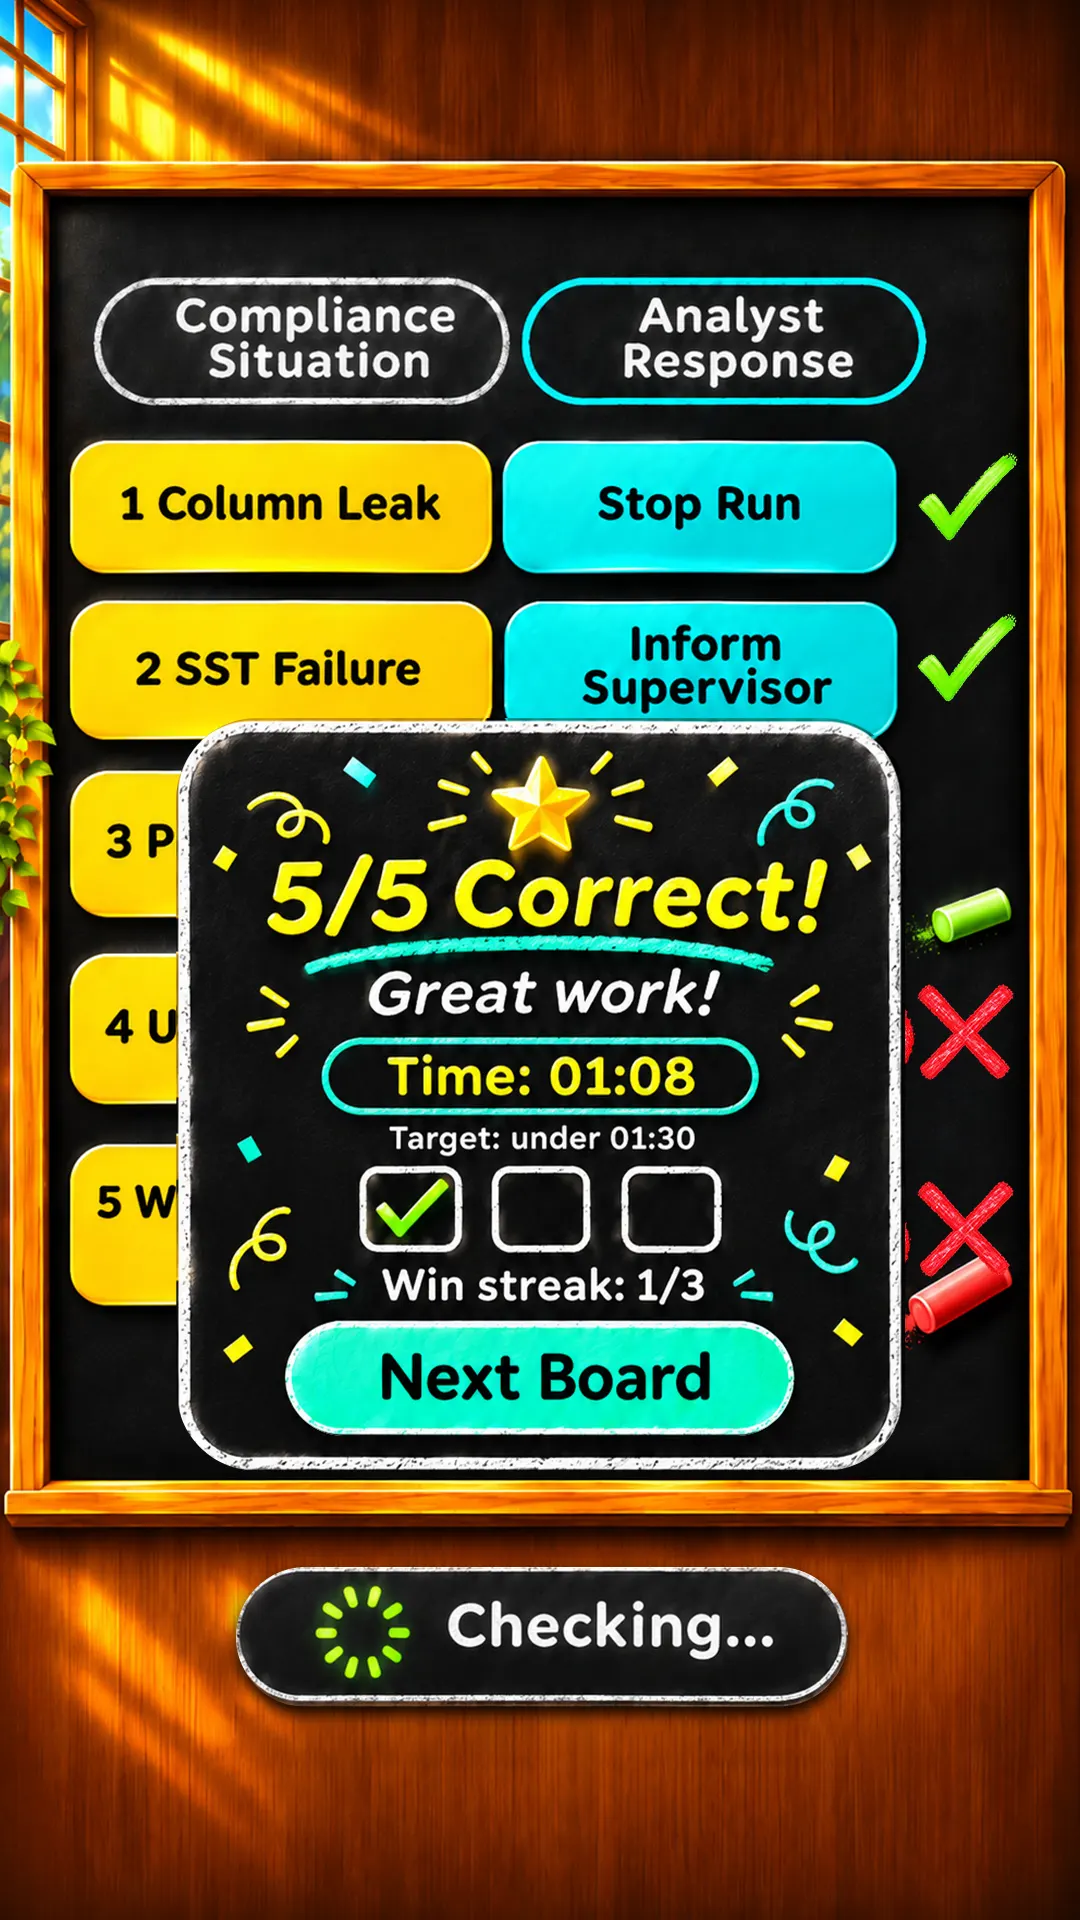 Compliance
Situation
Analyst
Response
1 Column Leak
Stop Run
2 SST Failure
Inform
Supervisor
3 P
4 U
5 W
5/5 Correct!
Great work!
Time: 01:08
Target: under 01:30
Win streak: 1/3
Next Board
Checking...